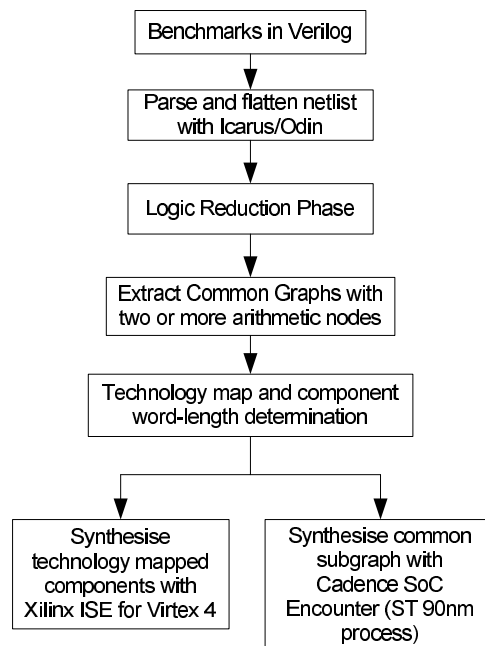 Benchmarks in Verilog
Parse and flatten netlist
with Icarus/Odin
Logic Reduction Phase
Extract Common Graphs with
two or more arithmetic nodes
Technology map and component
word-length determination
Synthesise
technology mapped
components with
Xilinx ISE for Virtex 4
Synthesise common
subgraph with
Cadence SoC
Encounter (ST 90nm
process)